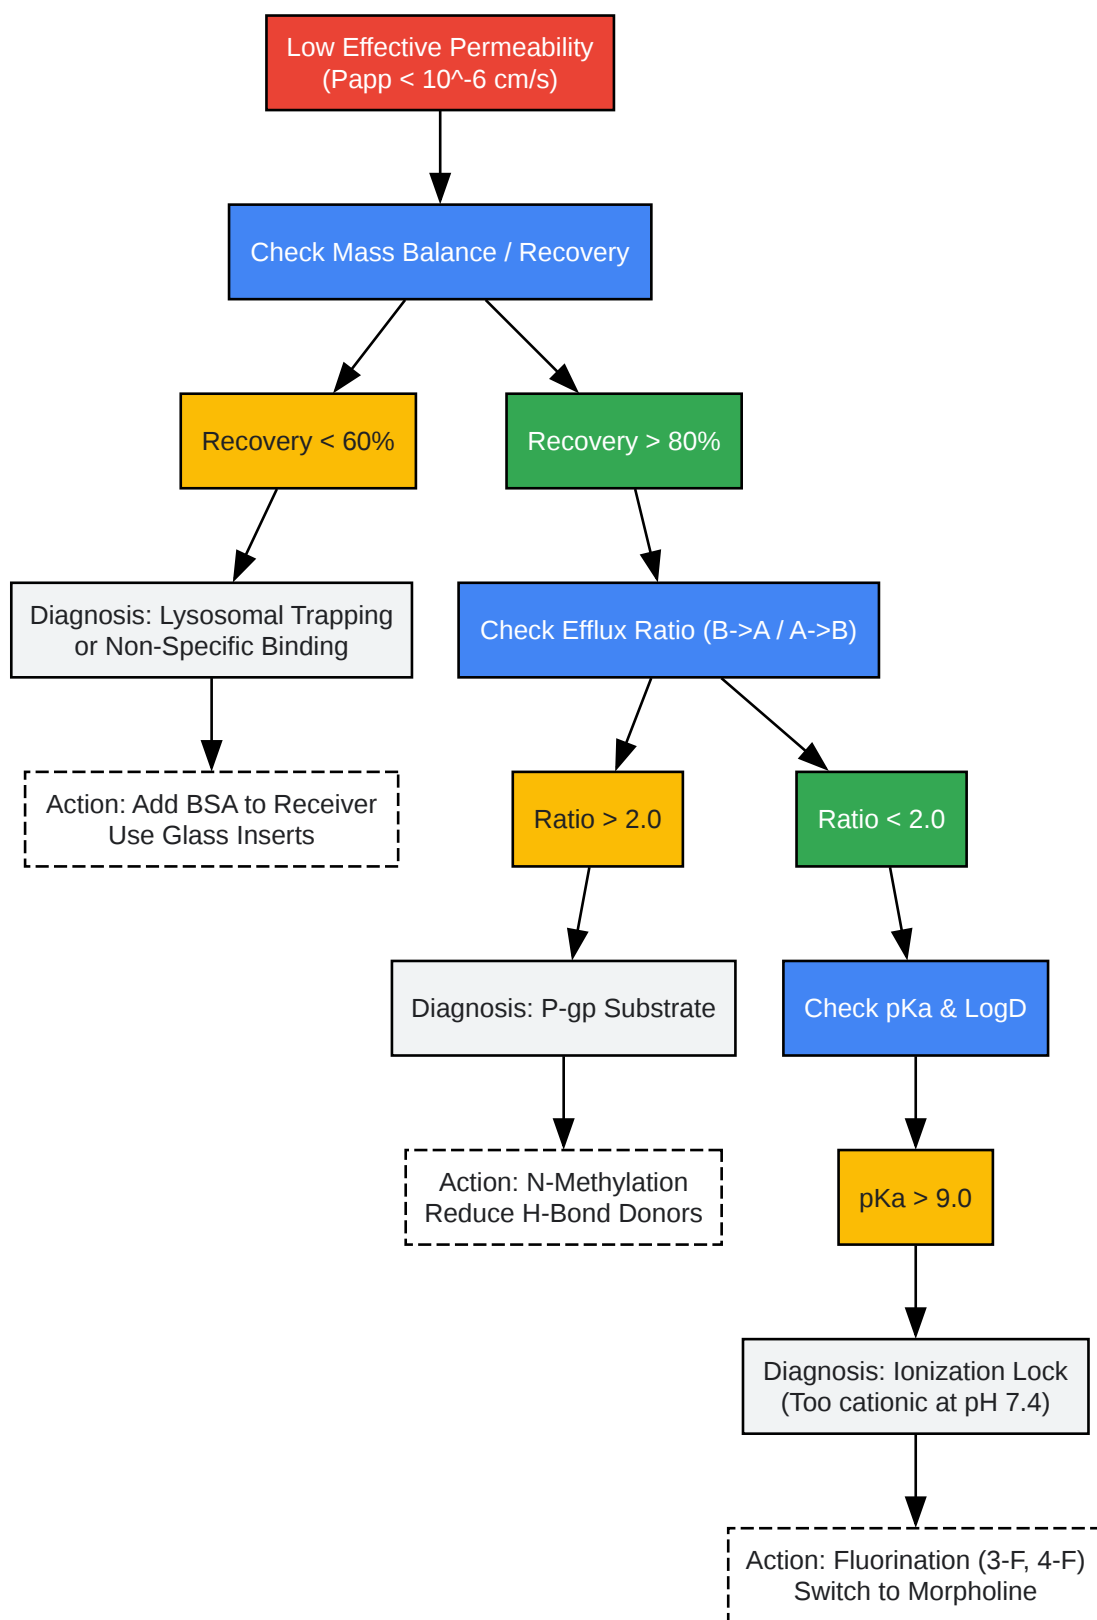 Low Effective Permeability
(Papp < 10^-6 cm/s)
Check Mass Balance / Recovery
Recovery < 60%
Recovery > 80%
Diagnosis: Lysosomal Trapping
or Non-Specific Binding
Check Efflux Ratio (B->A / A->B)
Action: Add BSA to Receiver
Use Glass Inserts
Ratio > 2.0
Ratio < 2.0
Diagnosis: P-gp Substrate
Check pKa & LogD
Action: N-Methylation
Reduce H-Bond Donors
pKa > 9.0
Diagnosis: Ionization Lock
(Too cationic at pH 7.4)
Action: Fluorination (3-F, 4-F)
Switch to Morpholine